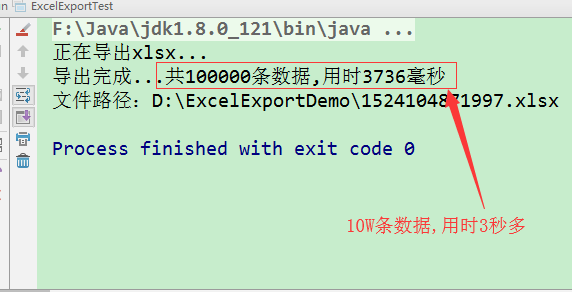 ExcelExportTest
F:\Java\jdk1.8.0_121\bin\java ...
正在导出xlsx...
导出完成...共100000条数据,用时3736毫秒
文件路径：D:\ExcelExportDemo\1524104871997.xlsx
Process finished with exit code 0
10W条数据,用时3秒多